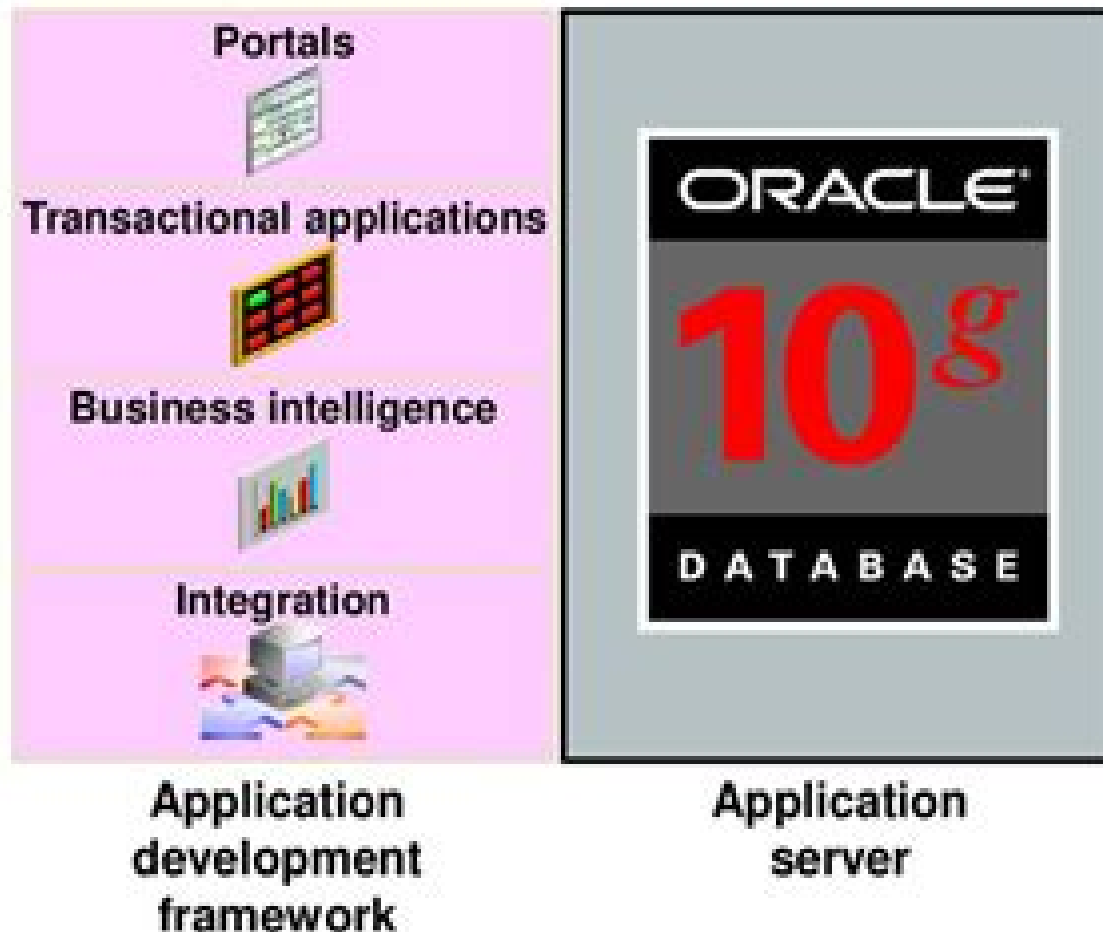 Portals
Transactional applications
Business intelligence
Integration
Application
development
framework
ORACLE
10g
DATABASE
Application
server